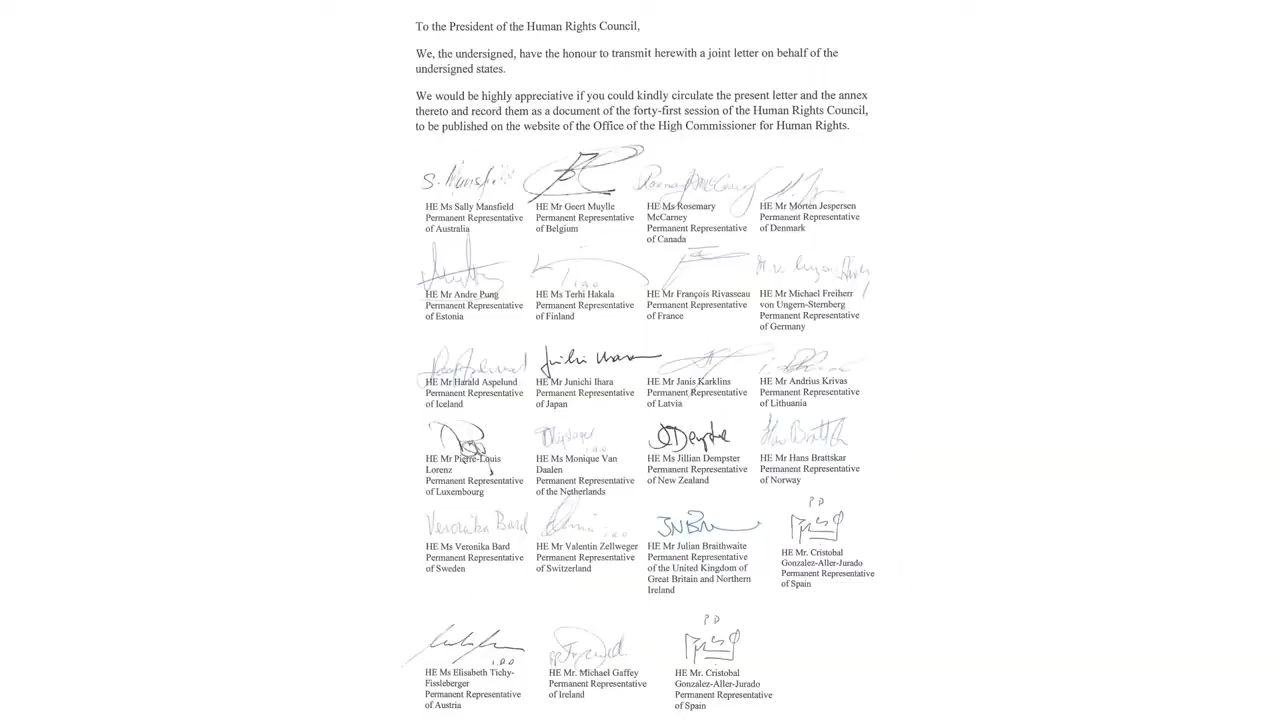 To the President of the Human Rights Council,
We, the undersigned, have the honour to transmit herewith a joint letter on behalf of the
undersigned states.
We would be highly appreciative if you could kindly circulate the present letter and the annex
thereto and record them as a document of the forty-first session of the Human Rights Council,
to be published on the website of the Office of the High Commissioner for Human Rights.
S. Mansfield
HE Ms Sally Mansfield
Permanent Representative
of Australia
HE Mr Geert Muylle
Permanent Representative
of Belgium
HE Ms Rosemary
McCarney
Permanent Representative
of Canada
HE Mr Morten Jespersen
Permanent Representative
of Denmark
HE Mr Andre Pung
Permanent Representative
of Estonia
i.a.o
HE Ms Terhi Hakala
Permanent Representative
of Finland
HE Mr François Rivasseau
Permanent Representative
of France
HE Mr Michael Freiherr
von Ungern-Sternberg
Permanent Representative
of Germany
HE Mr Harald Aspelund
Permanent Representative
of Iceland
HE Mr Junichi Ihara
Permanent Representative
of Japan
HE Mr Janis Karklins
Permanent Representative
of Latvia
HE Mr Andrius Krivas
Permanent Representative
of Lithuania
HE Mr Pierre-Louis
Lorenz
Permanent Representative
of Luxembourg
i.a.o
HE Ms Monique Van
Daalen
Permanent Representative
of the Netherlands
HE Ms Jillian Dempster
Permanent Representative
of New Zealand
HE Mr Hans Brattskar
Permanent Representative
of Norway
Veronika Bard
HE Ms Veronika Bard
Permanent Representative
of Sweden
i.a.o
HE Mr Valentin Zellweger
Permanent Representative
of Switzerland
HE Mr Julian Braithwaite
Permanent Representative
of the United Kingdom of
Great Britain and Northern
Ireland
PD
HE Mr. Cristobal
Gonzalez-Aller-Jurado
Permanent Representative
of Spain
i.a.o
HE Ms Elisabeth Tichy-
Fissleberger
Permanent Representative
of Austria
HE Mr. Michael Gaffey
Permanent Representative
of Ireland
PD
HE Mr. Cristobal
Gonzalez-Aller-Jurado
Permanent Representative
of Spain